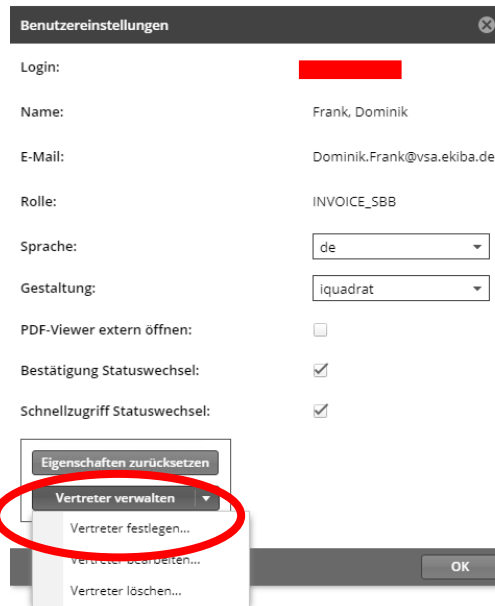 Benutzereinstellungen
Login:
Name: Frank, Dominik
E-Mail: Dominik.Frank@vsa.ekiba.de
Rolle: INVOICE_SBB
Sprache: de
Gestaltung: iquadrat
PDF-Viewer extern öffnen:
Bestätigung Statuswechsel:
Schnellzugriff Statuswechsel:
Eigenschaften zurücksetzen
Vertreter verwalten
Vertreter festlegen...
Vertreter bearbeiten...
OK
Vertreter löschen...